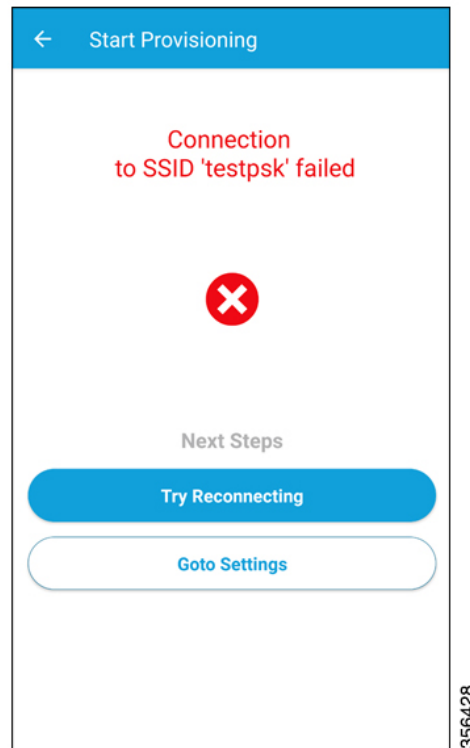 Start Provisioning
Connection
to SSID 'testpsk' failed
Next Steps
Try Reconnecting
Goto Settings
356428